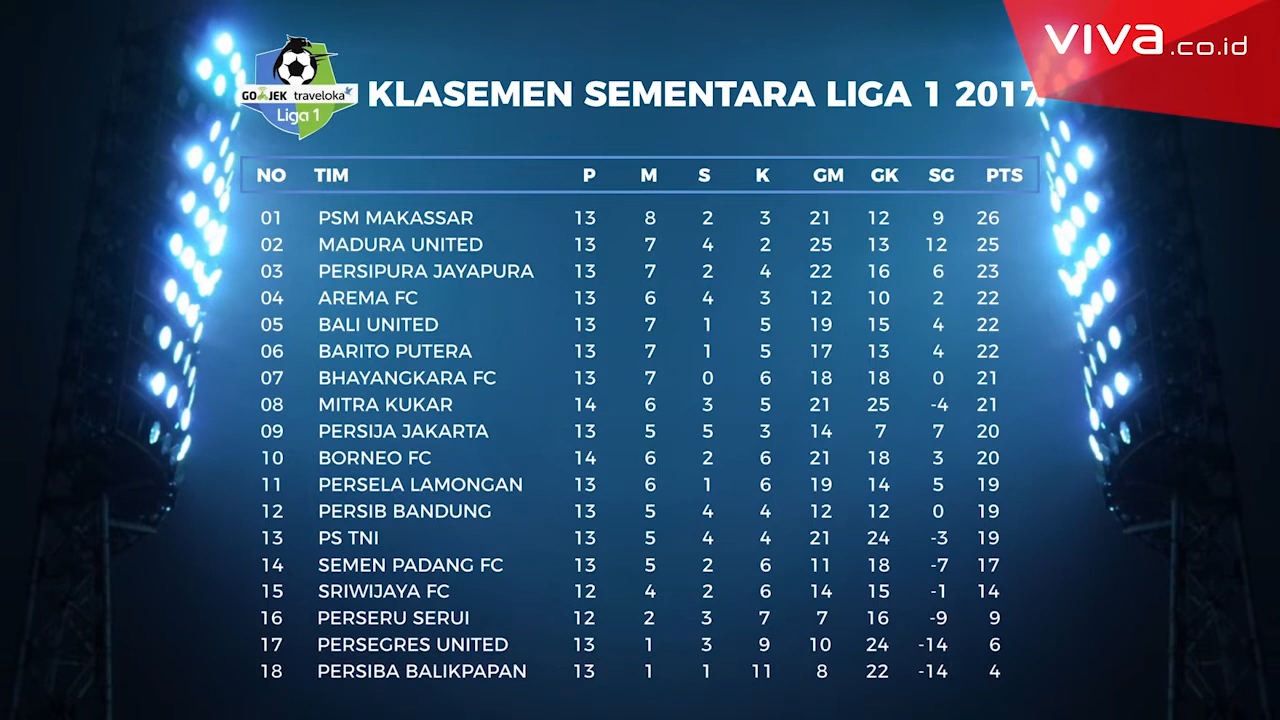 VIVA.co.id
GO JEK traveloka
Liga 1
KLASEMEN SEMENTARA LIGA 1 2017
NO TIM P M S K GM GK SG PTS
01 PSM MAKASSAR 13 8 2 3 21 12 9 26
02 MADURA UNITED 13 7 4 2 25 13 12 25
03 PERSIPURA JAYAPURA 13 7 2 4 22 16 6 23
04 AREMA FC 13 6 4 3 12 10 2 22
05 BALI UNITED 13 7 1 5 19 15 4 22
06 BARITO PUTERA 13 7 1 5 17 13 4 22
07 BHAYANGKARA FC 13 7 0 6 18 18 0 21
08 MITRA KUKAR 14 6 3 5 21 25 -4 21
09 PERSIJA JAKARTA 13 5 5 3 14 7 7 20
10 BORNEO FC 14 6 2 6 21 18 3 20
11 PERSELA LAMONGAN 13 6 1 6 19 14 5 19
12 PERSIB BANDUNG 13 5 4 4 12 12 0 19
13 PS TNI 13 5 4 4 21 24 -3 19
14 SEMEN PADANG FC 13 5 2 6 11 18 -7 17
15 SRIWIJAYA FC 12 4 2 6 14 15 -1 14
16 PERSERU SERUI 12 2 3 7 7 16 -9 9
17 PERSEGRES UNITED 13 1 3 9 10 24 -14 6
18 PERSIBA BALIKPAPAN 13 1 1 11 8 22 -14 4